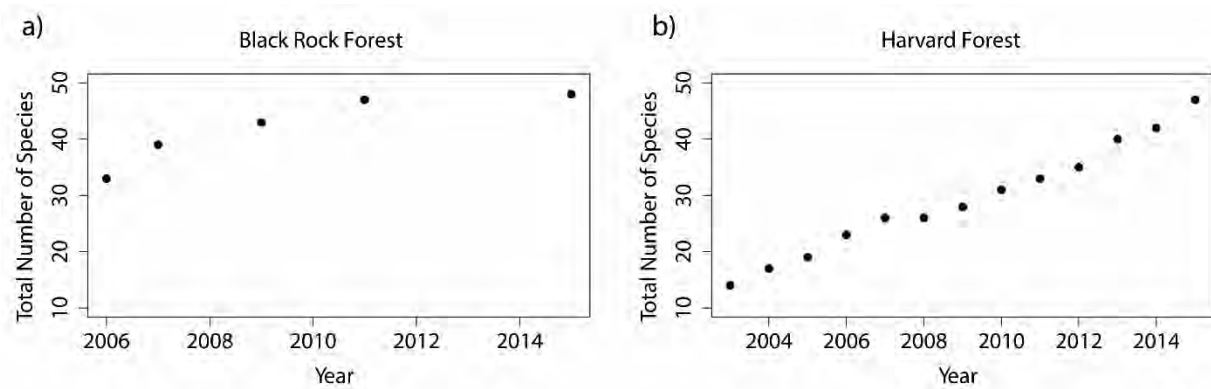 a)
Black Rock Forest
Total Number of Species
50
40
30
20
10
2006 2008 2010 2012 2014
Year
b)
Harvard Forest
Total Number of Species
50
40
30
20
10
2004 2006 2008 2010 2012 2014
Year